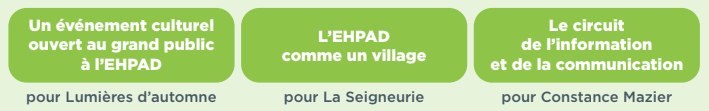 Un événement culturel
ouvert au grand public
à l'EHPAD
pour Lumières d'automne
L'EHPAD
comme un village
pour La Seigneurie
Le circuit
de l'information
et de la communication
pour Constance Mazier